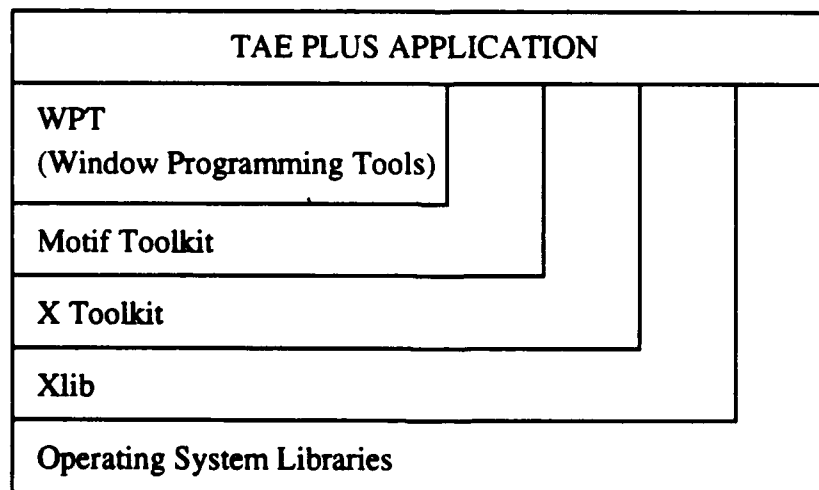 TAE PLUS APPLICATION
WPT
(Window Programming Tools)
Motif Toolkit
X Toolkit
Xlib
Operating System Libraries